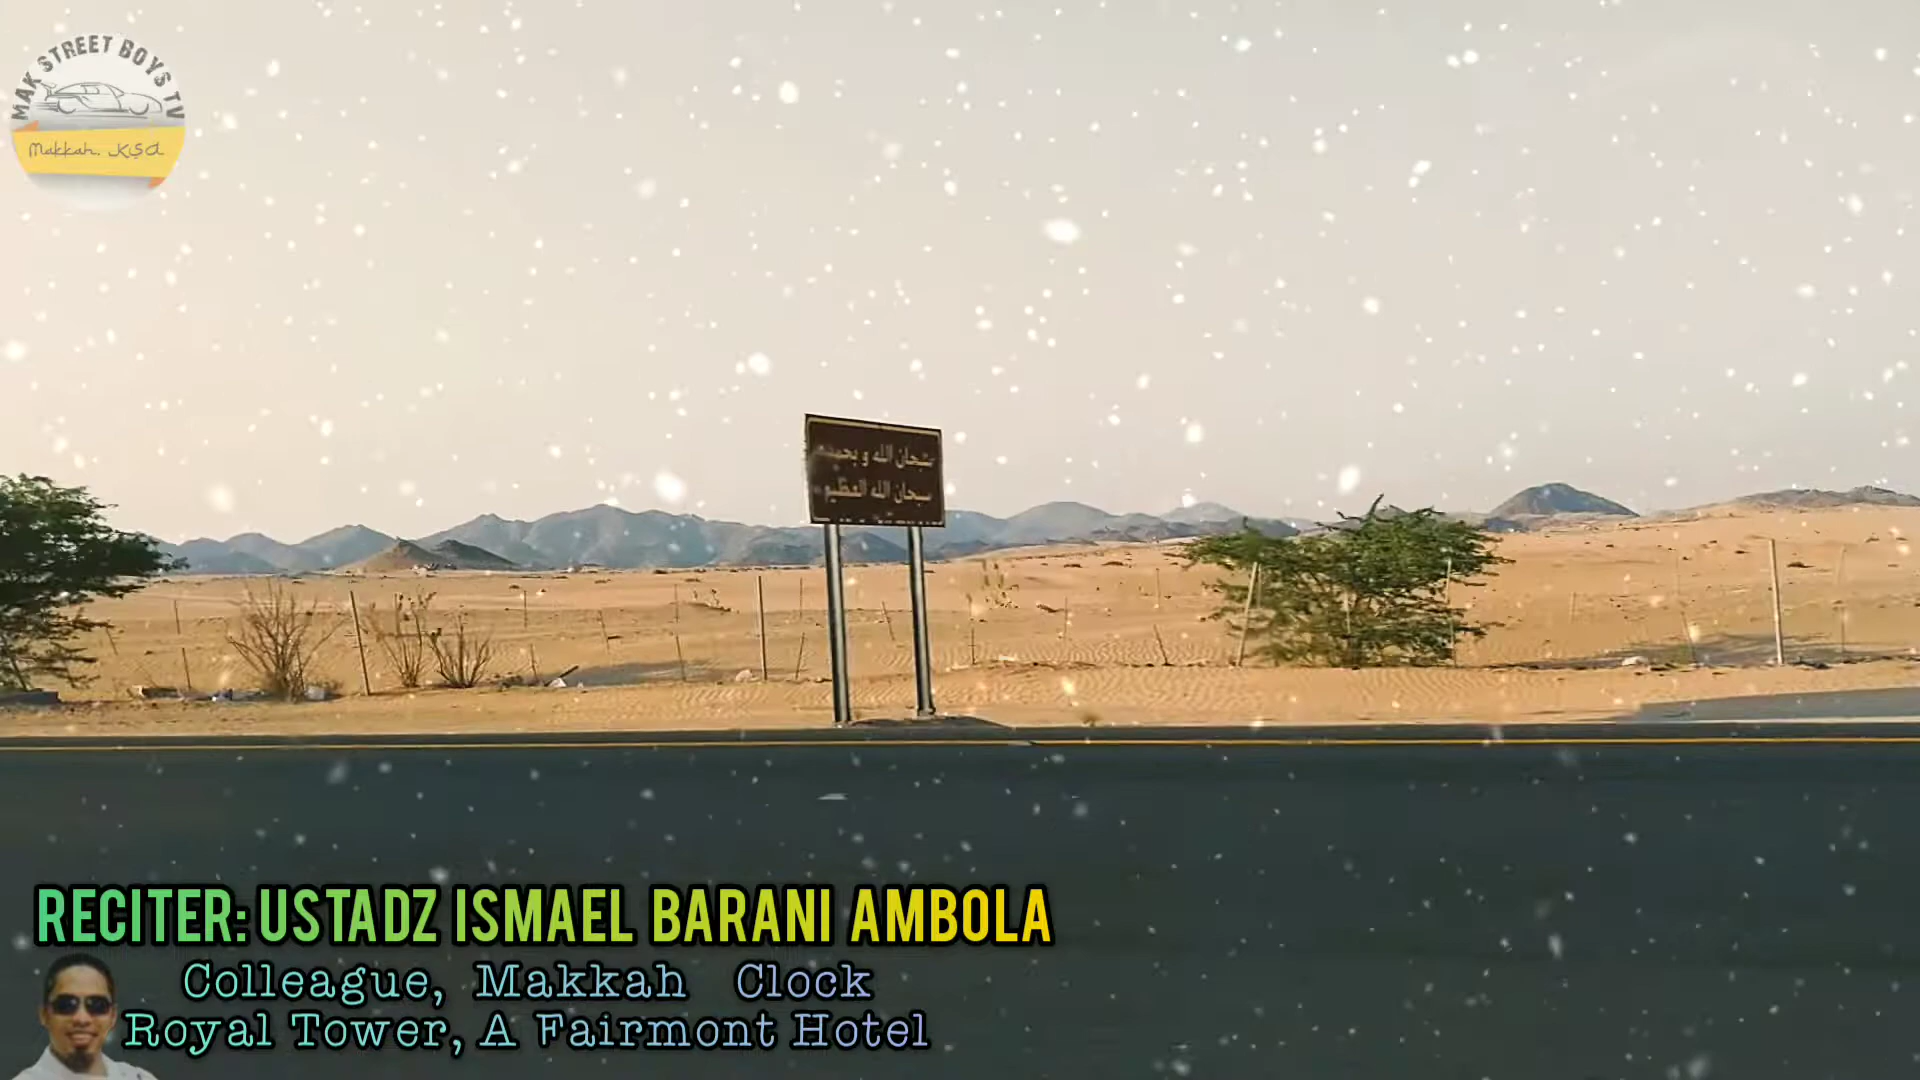 MAK STREET BOYS TV
Makkah. KSA
سبحان الله و بحمده
سبحان الله العظيم
RECITER: USTADZ ISMAEL BARANI AMBOLA
Colleague, Makkah Clock
Royal Tower, A Fairmont Hotel